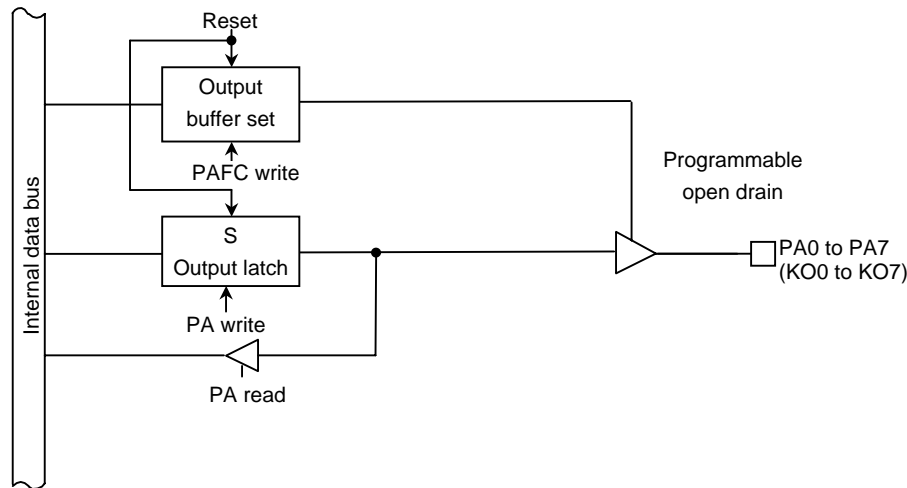 Reset
Output
buffer set
PAFC write
Programmable
open drain
S
Output latch
PA0 to PA7
(KO0 to KO7)
Internal data bus
PA write
PA read